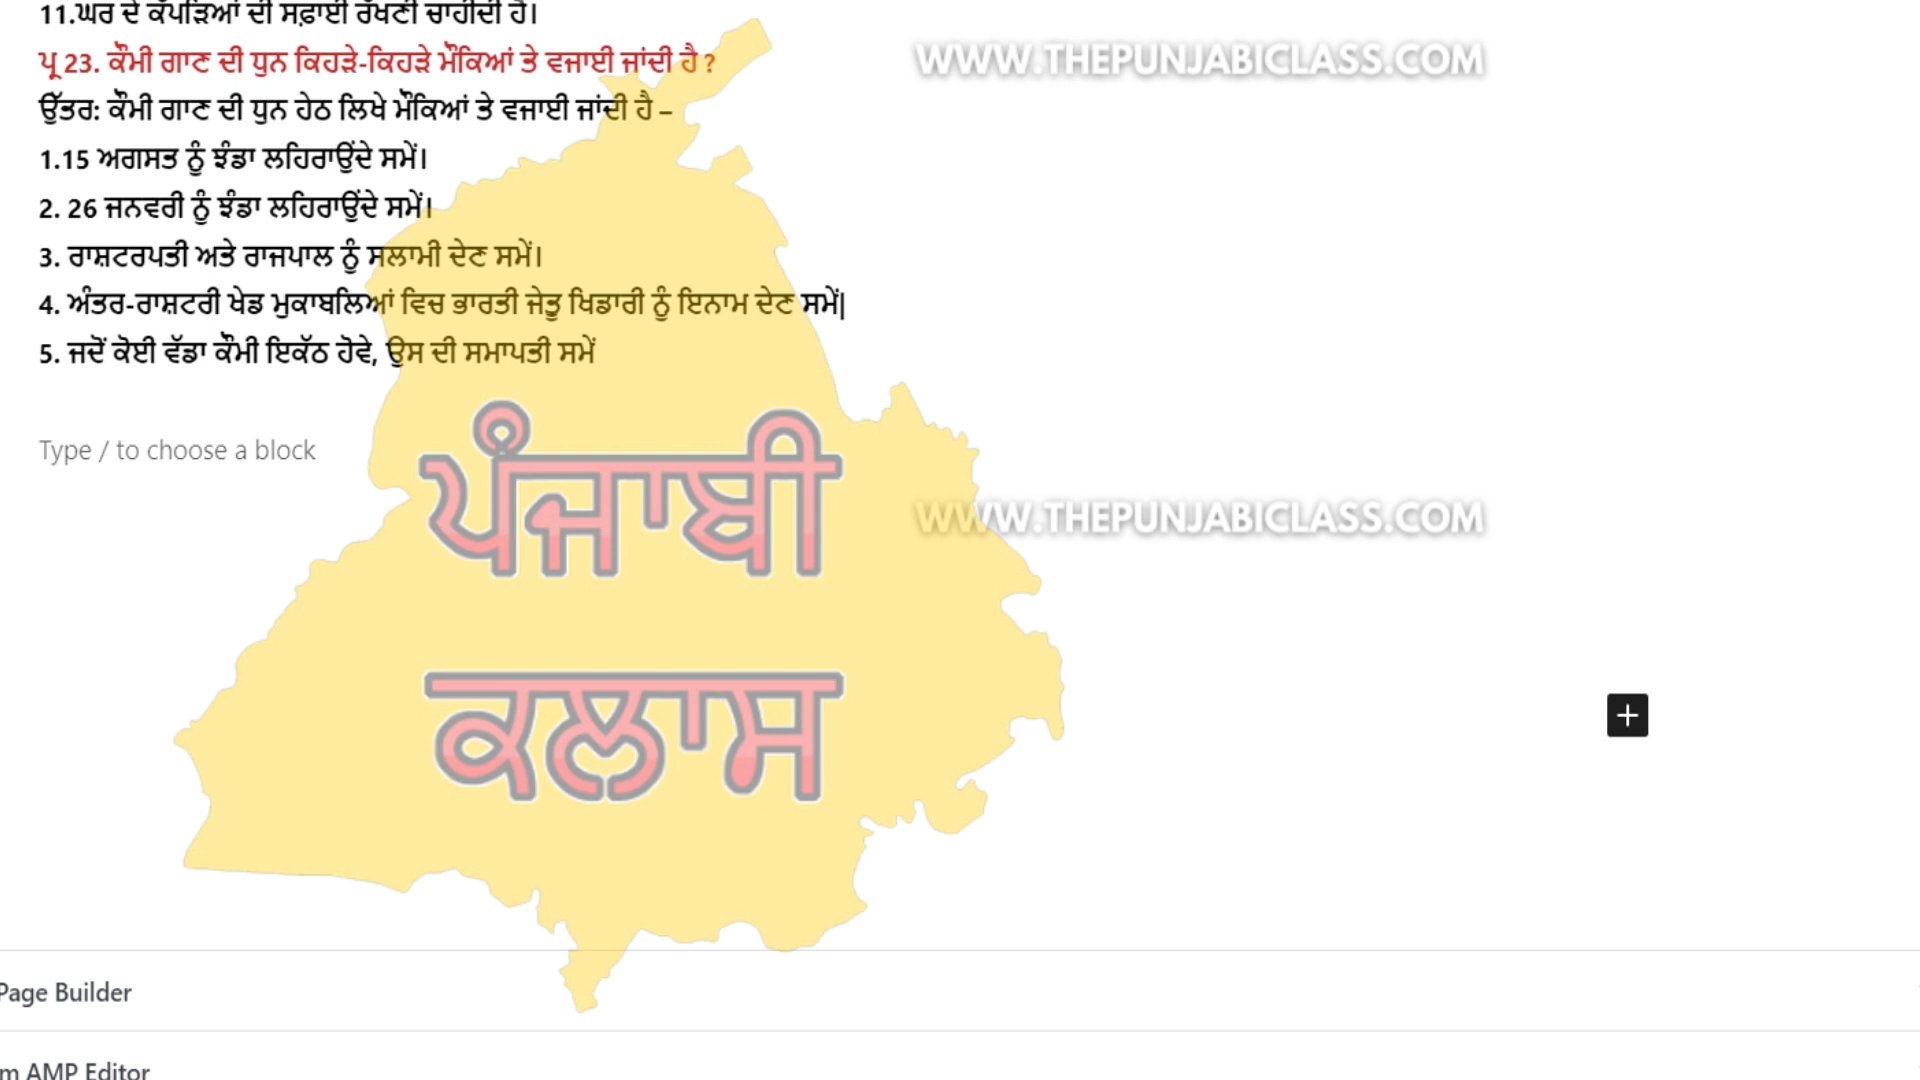 11.ਘਰ ਦੇ ਕੱਪੜਿਆਂ ਦੀ ਸਫ਼ਾਈ ਰੱਖਣੀ ਚਾਹੀਦੀ ਹੈ।
ਪ੍ਰ 23. ਕੌਮੀ ਗਾਣ ਦੀ ਧੁਨ ਕਿਹੜੇ-ਕਿਹੜੇ ਮੌਕਿਆਂ ਤੇ ਵਜਾਈ ਜਾਂਦੀ ਹੈ ?
WWW.THEPUNJABICLASS.COM
ਉੱਤਰ: ਕੌਮੀ ਗਾਣ ਦੀ ਧੁਨ ਹੇਠ ਲਿਖੇ ਮੌਕਿਆਂ ਤੇ ਵਜਾਈ ਜਾਂਦੀ ਹੈ –
1.15 ਅਗਸਤ ਨੂੰ ਝੰਡਾ ਲਹਿਰਾਉਂਦੇ ਸਮੇਂ।
2. 26 ਜਨਵਰੀ ਨੂੰ ਝੰਡਾ ਲਹਿਰਾਉਂਦੇ ਸਮੇਂ।
3. ਰਾਸ਼ਟਰਪਤੀ ਅਤੇ ਰਾਜਪਾਲ ਨੂੰ ਸਲਾਮੀ ਦੇਣ ਸਮੇਂ।
4. ਅੰਤਰ-ਰਾਸ਼ਟਰੀ ਖੇਡ ਮੁਕਾਬਲਿਆਂ ਵਿਚ ਭਾਰਤੀ ਜੇਤੂ ਖਿਡਾਰੀ ਨੂੰ ਇਨਾਮ ਦੇਣ ਸਮੇਂ|
5. ਜਦੋਂ ਕੋਈ ਵੱਡਾ ਕੌਮੀ ਇਕੱਠ ਹੋਵੇ, ਉਸ ਦੀ ਸਮਾਪਤੀ ਸਮੇਂ
Type / to choose a block
ਪੰਜਾਬੀ
WWW.THEPUNJABICLASS.COM
ਕਲਾਸ
Page Builder
m AMP Editor